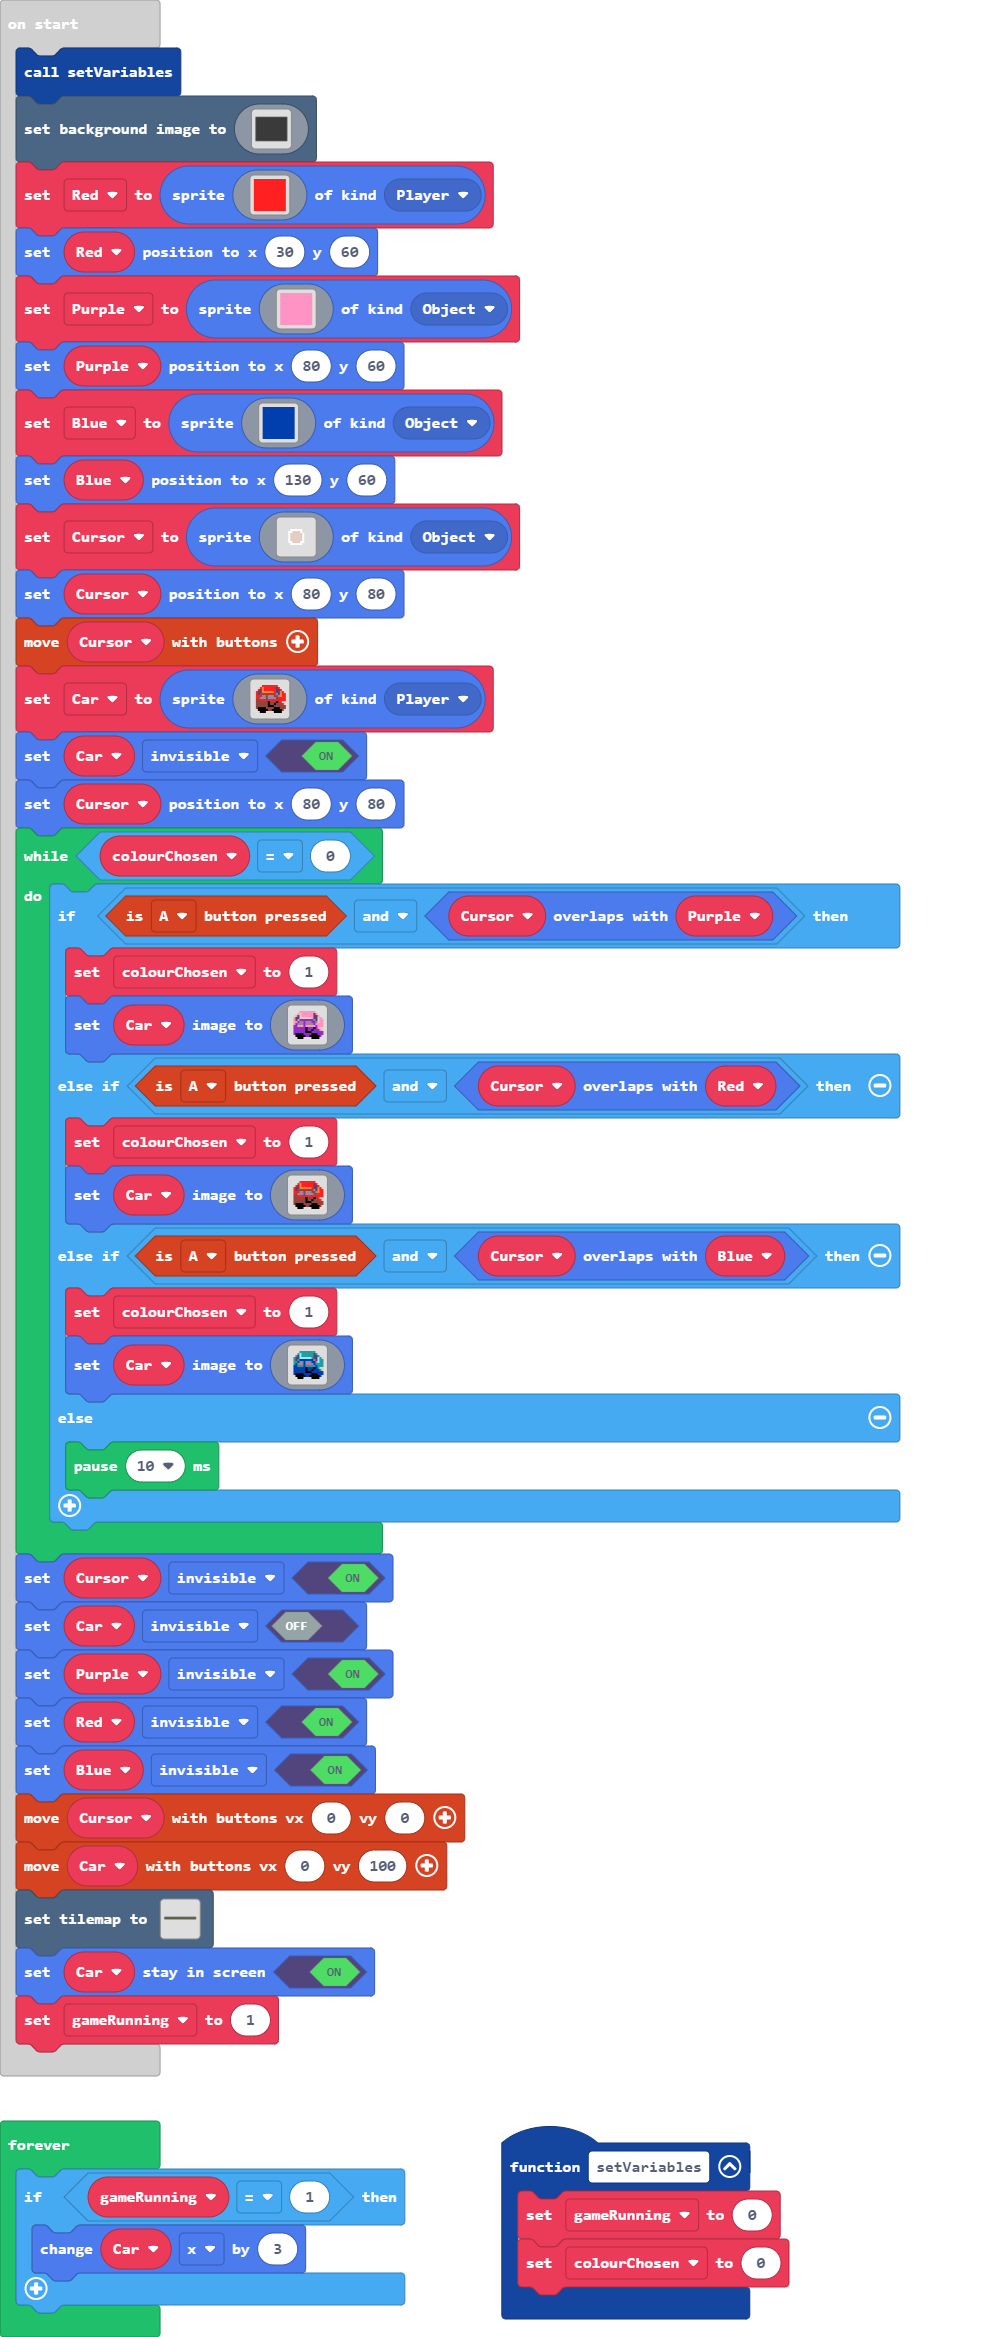 on start
call setVariables
set background image to
set Red to sprite of kind Player
set Red position to x 30 y 60
set Purple to sprite of kind Object
set Purple position to x 80 y 60
set Blue to sprite of kind Object
set Blue position to x 130 y 60
set Cursor to sprite of kind Object
set Cursor position to x 80 y 80
move Cursor with buttons
set Car to sprite of kind Player
set Car invisible ON
set Cursor position to x 80 y 80
while colourChosen = 0
do
if is A button pressed and Cursor overlaps with Purple then
set colourChosen to 1
set Car image to
else if is A button pressed and Cursor overlaps with Red then
set colourChosen to 1
set Car image to
else if is A button pressed and Cursor overlaps with Blue then
set colourChosen to 1
set Car image to
else
pause 10 ms
set Cursor invisible ON
set Car invisible OFF
set Purple invisible ON
set Red invisible ON
set Blue invisible ON
move Cursor with buttons vx 0 vy 0
move Car with buttons vx 0 vy 100
set tilemap to
set Car stay in screen ON
set gameRunning to 1
forever
if gameRunning = 1 then
change Car x by 3
function setVariables
set gameRunning to 0
set colourChosen to 0